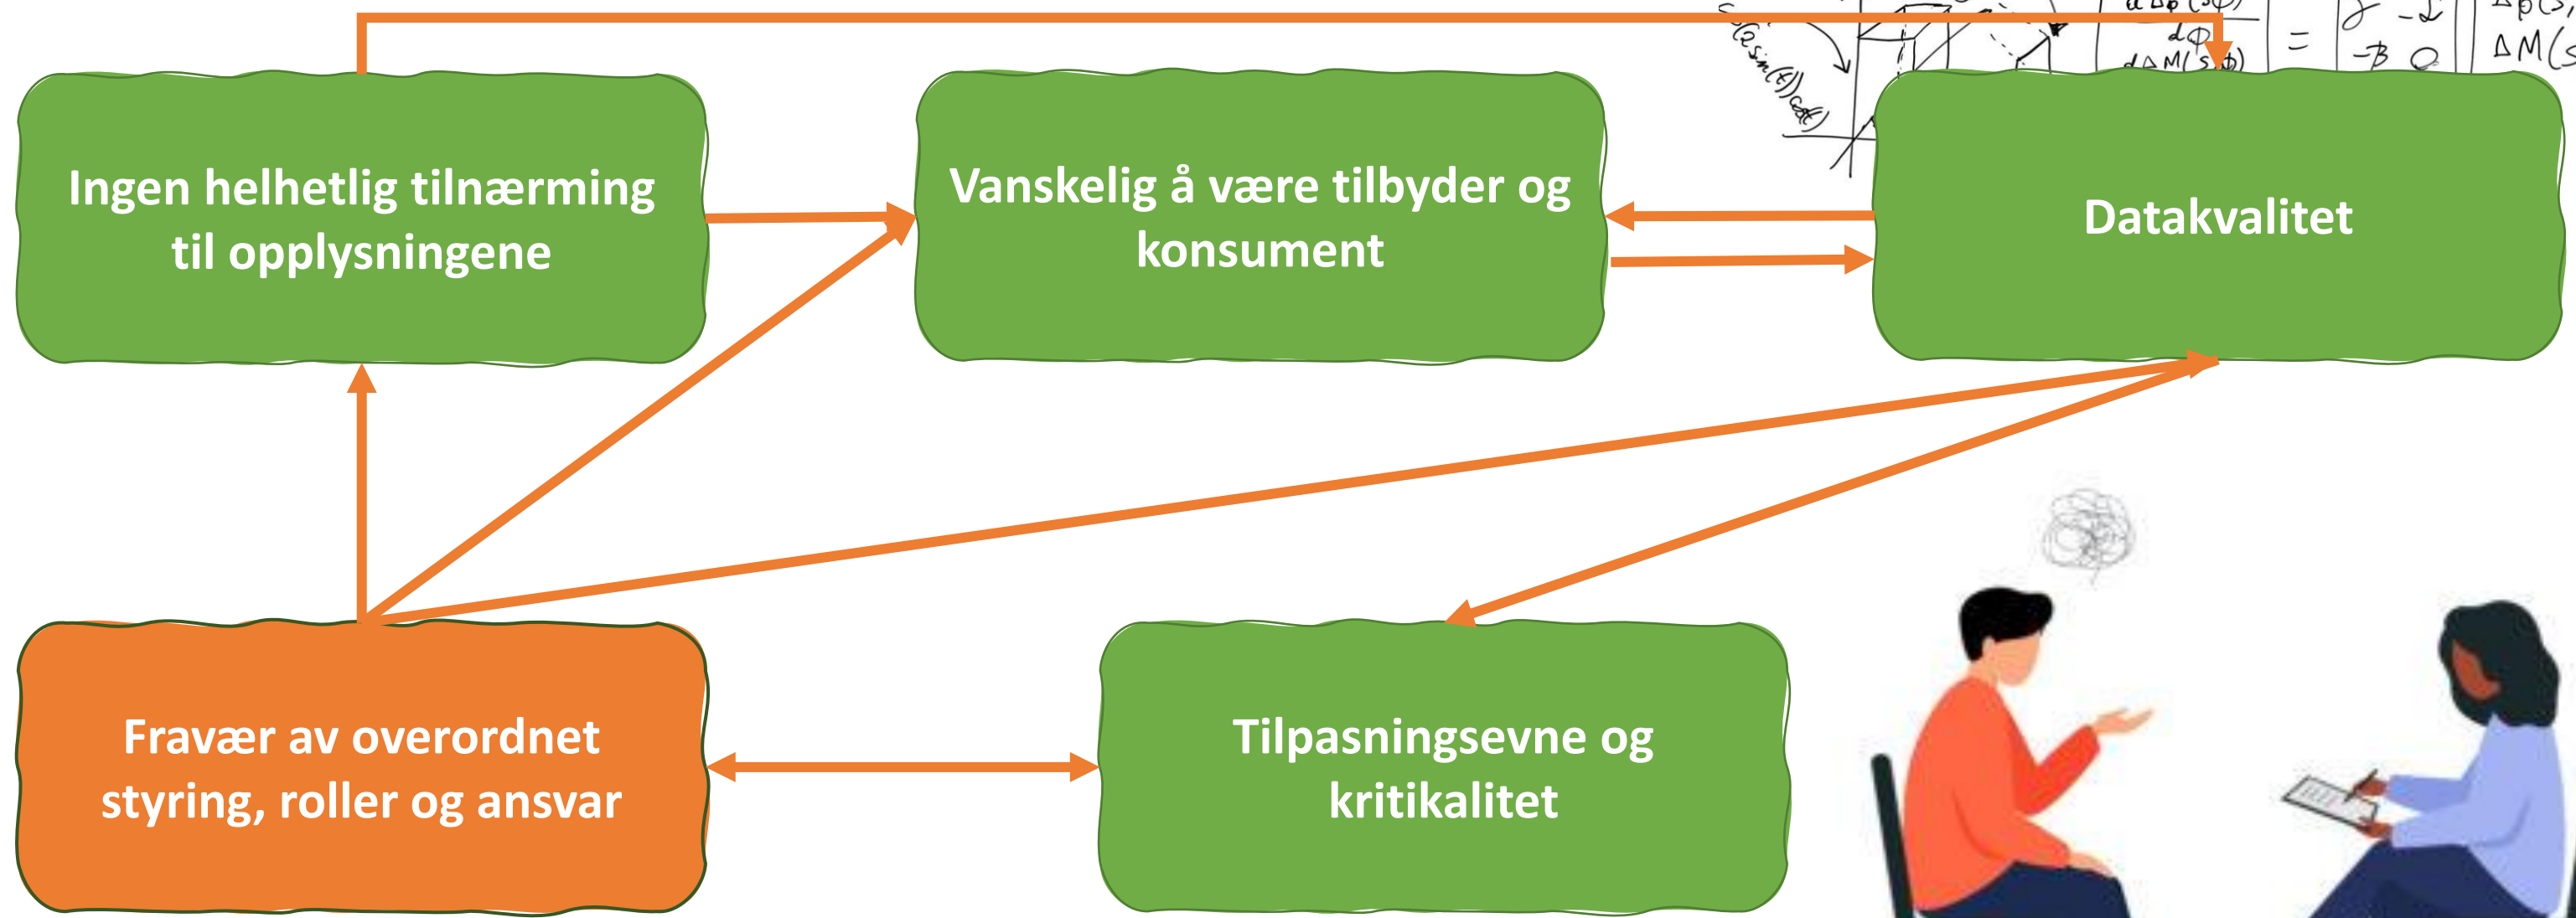 Ingen helhetlig tilnærming
til opplysningene
Vanskelig å være tilbyder og
konsument
Datakvalitet
Fravær av overordnet
styring, roller og ansvar
Tilpasningsevne og
kritikalitet